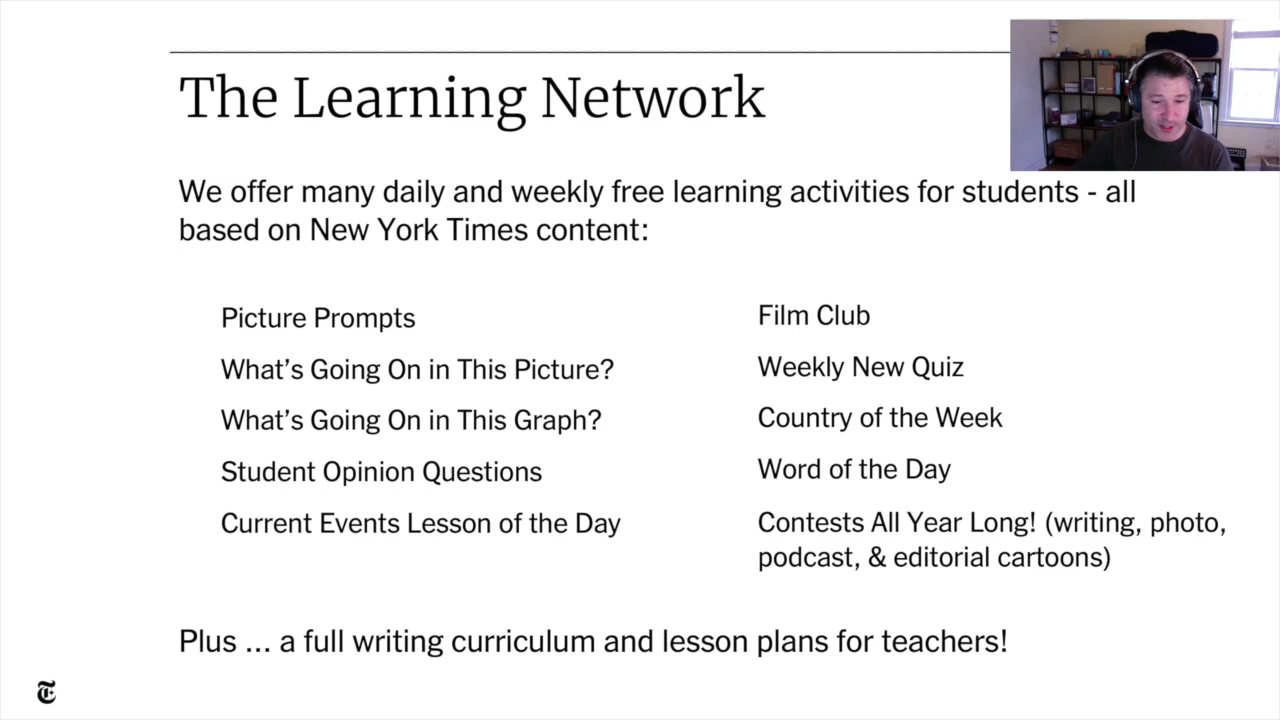 The Learning Network
We offer many daily and weekly free learning activities for students - all
based on New York Times content:
Picture Prompts
What's Going On in This Picture?
What's Going On in This Graph?
Student Opinion Questions
Current Events Lesson of the Day
Film Club
Weekly New Quiz
Country of the Week
Word of the Day
Contests All Year Long! (writing, photo,
podcast, & editorial cartoons)
Plus ... a full writing curriculum and lesson plans for teachers!
T